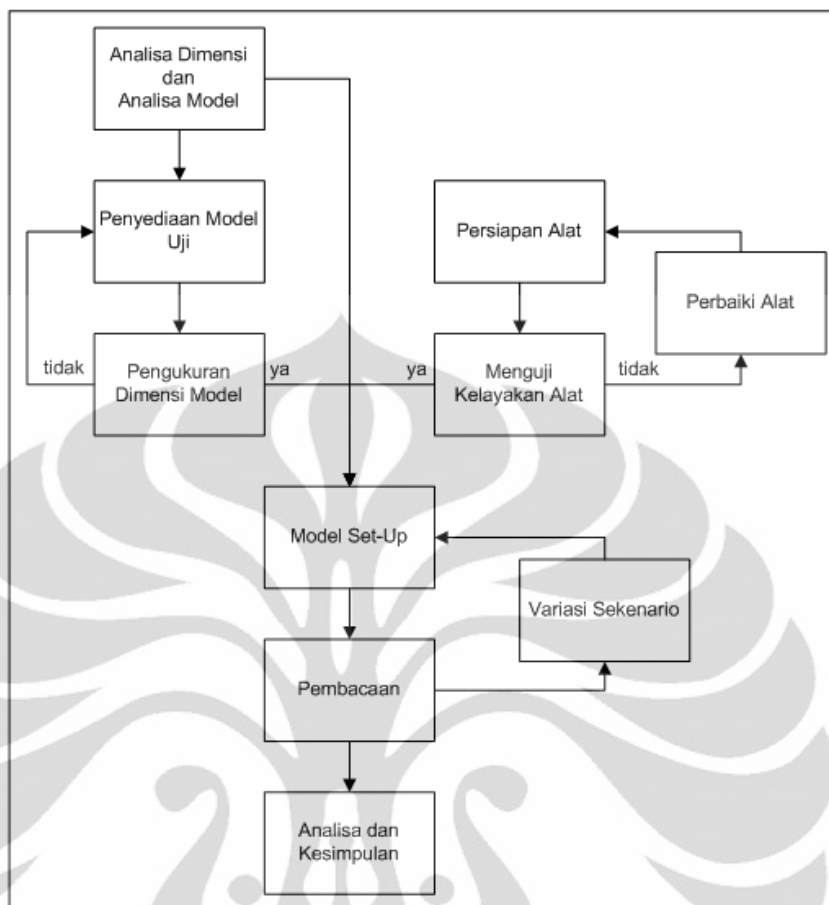 Analisa Dimensi
dan
Analisa Model
Penyediaan Model
Uji
Persiapan Alat
Perbaiki Alat
tidak
Pengukuran
Dimensi Model
ya
ya
Menguji
Kelayakan Alat
tidak
Model Set-Up
Variasi Sekenario
Pembacaan
Analisa dan
Kesimpulan